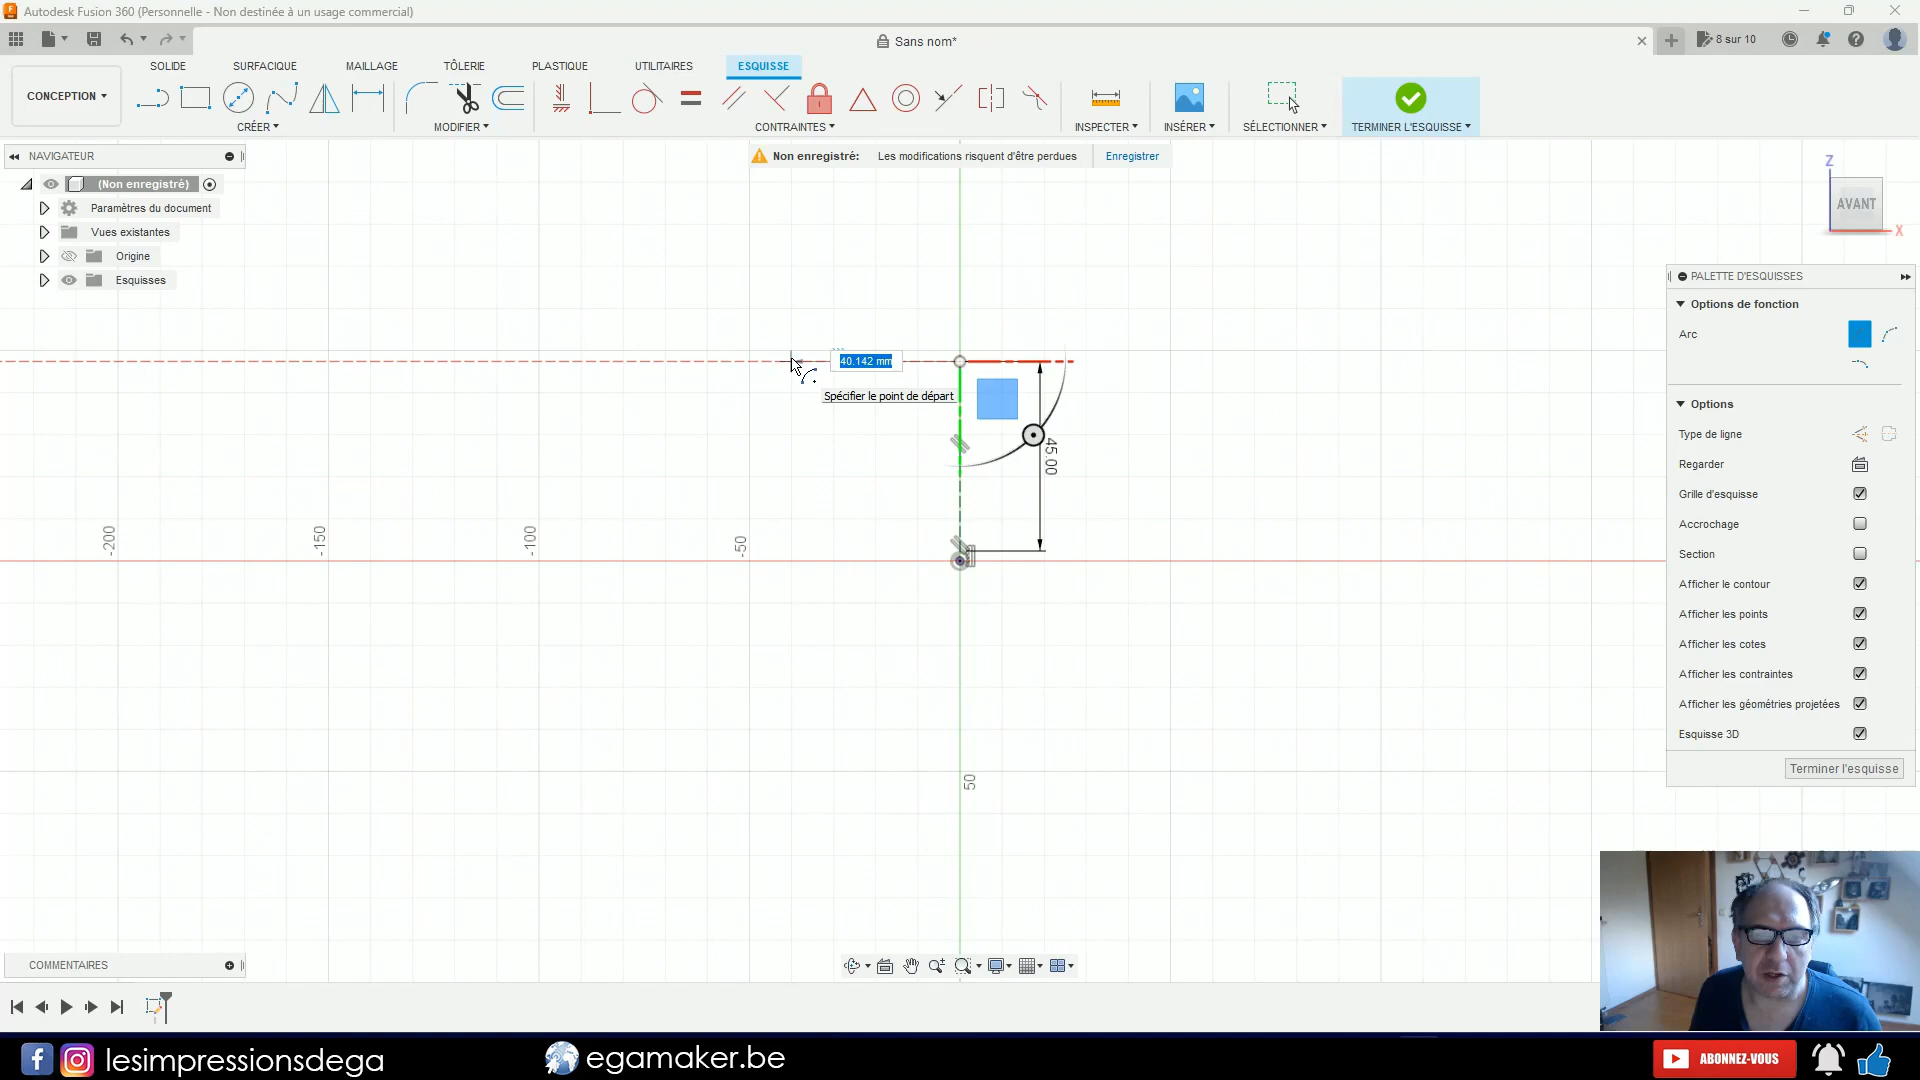 Autodesk Fusion 360 (Personnelle - Non destinée à un usage commercial)
Sans nom*
8 sur 10
SOLIDE
SURFACIQUE
MAILLAGE
TÔLERIE
PLASTIQUE
UTILITAIRES
ESQUISSE
CONCEPTION
CRÉER
MODIFIER
CONTRAINTES
INSPECTER
INSÉRER
SÉLECTIONNER
TERMINER L'ESQUISSE
NAVIGATEUR
Non enregistré:
Les modifications risquent d'être perdues
Enregistrer
(Non enregistré)
Paramètres du document
Vues existantes
Origine
Esquisses
Z
AVANT
X
PALETTE D'ESQUISSES
Options de fonction
Arc
Options
Type de ligne
Regarder
Grille d'esquisse
Accrochage
Section
Afficher le contour
Afficher les points
Afficher les cotes
Afficher les contraintes
Afficher les géométries projetées
Esquisse 3D
Terminer l'esquisse
40.142 mm
Spécifier le point de départ
45.00
-200
-150
-100
-50
50
COMMENTAIRES
lesimpressionsdega
egamaker.be
ABONNEZ-VOUS